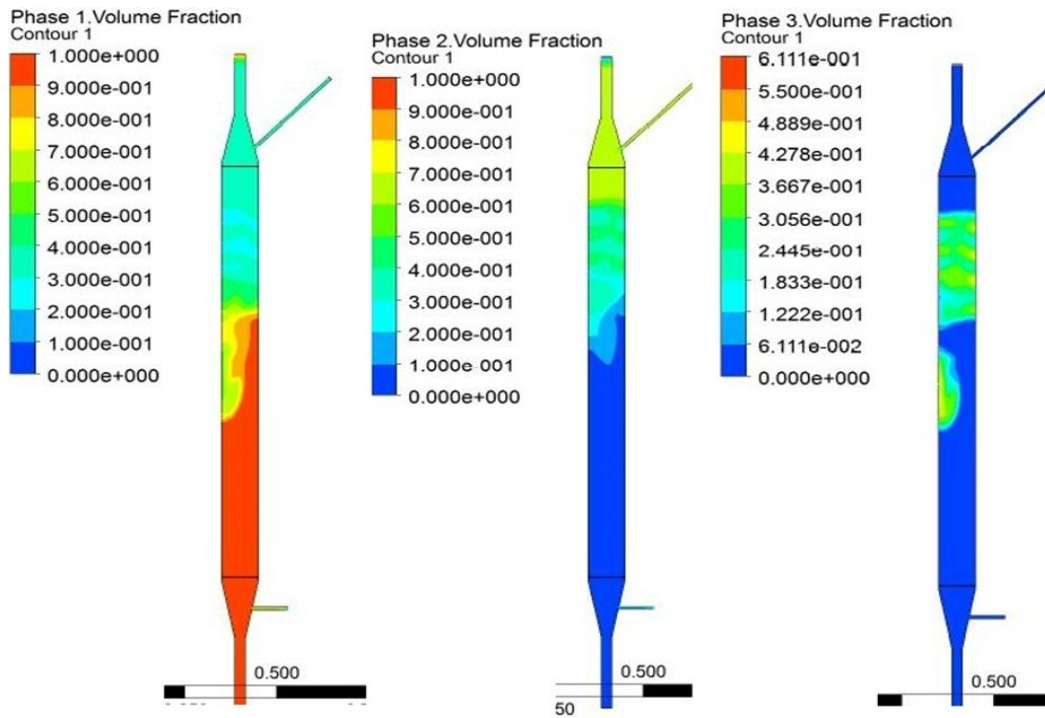 Phase 1.Volume Fraction
Contour 1
1.000e+000
9.000e-001
8.000e-001
7.000e-001
6.000e-001
5.000e-001
4.000e-001
3.000e-001
2.000e-001
1.000e-001
0.000e+000
0.500
Phase 2.Volume Fraction
Contour 1
1.000e+000
9.000e-001
8.000e-001
7.000e-001
6.000e-001
5.000e-001
4.000e-001
3.000e-001
2.000e-001
1.000e-001
0.000e+000
0.500
50
Phase 3.Volume Fraction
Contour 1
6.111e-001
5.500e-001
4.889e-001
4.278e-001
3.667e-001
3.056e-001
2.445e-001
1.833e-001
1.222e-001
6.111e-002
0.000e+000
0.500